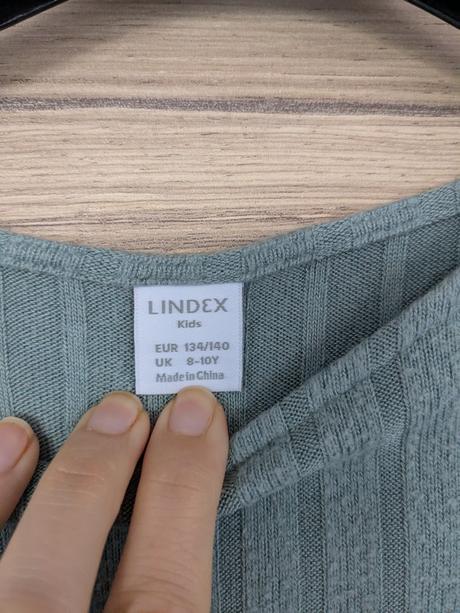 LINDEX
Kids
EUR 134/140
UK 8-10Y
Made in China